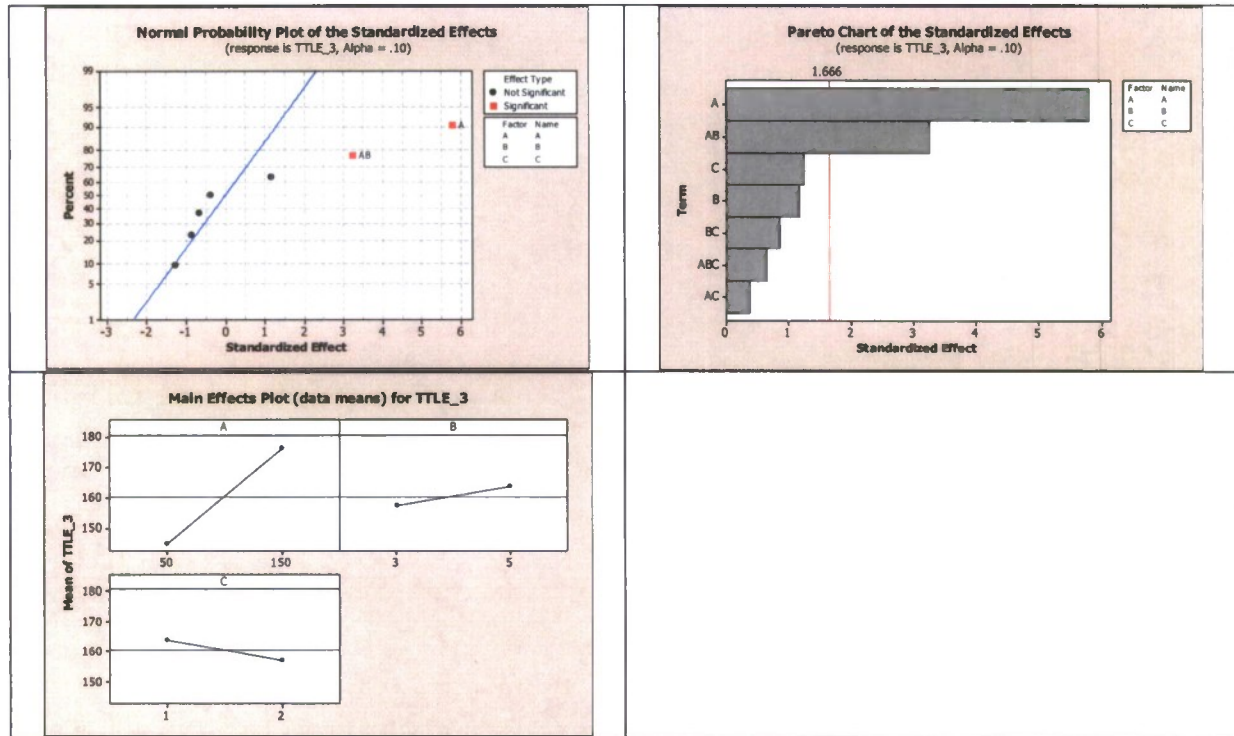 Normal Probability Plot of the Standardized Effects
(response is TTLE_3, Alpha = .10)
Percent
99
95
90
80
70
60
50
40
30
20
10
5
1
A
AB
-3 -2 -1 0 1 2 3 4 5 6
Standardized Effect
Effect Type
Not Significant
Significant
Factor Name
A A
B B
C C
Pareto Chart of the Standardized Effects
(response is TTLE_3, Alpha = .10)
1.666
Term
A
AB
C
B
BC
ABC
AC
0 1 2 3 4 5 6
Standardized Effect
Factor Name
A A
B B
C C
Main Effects Plot (data means) for TTLE_3
Mean of TTLE_3
A B
180
170
160
150
50 150 3 5
C
180
170
160
150
1 2